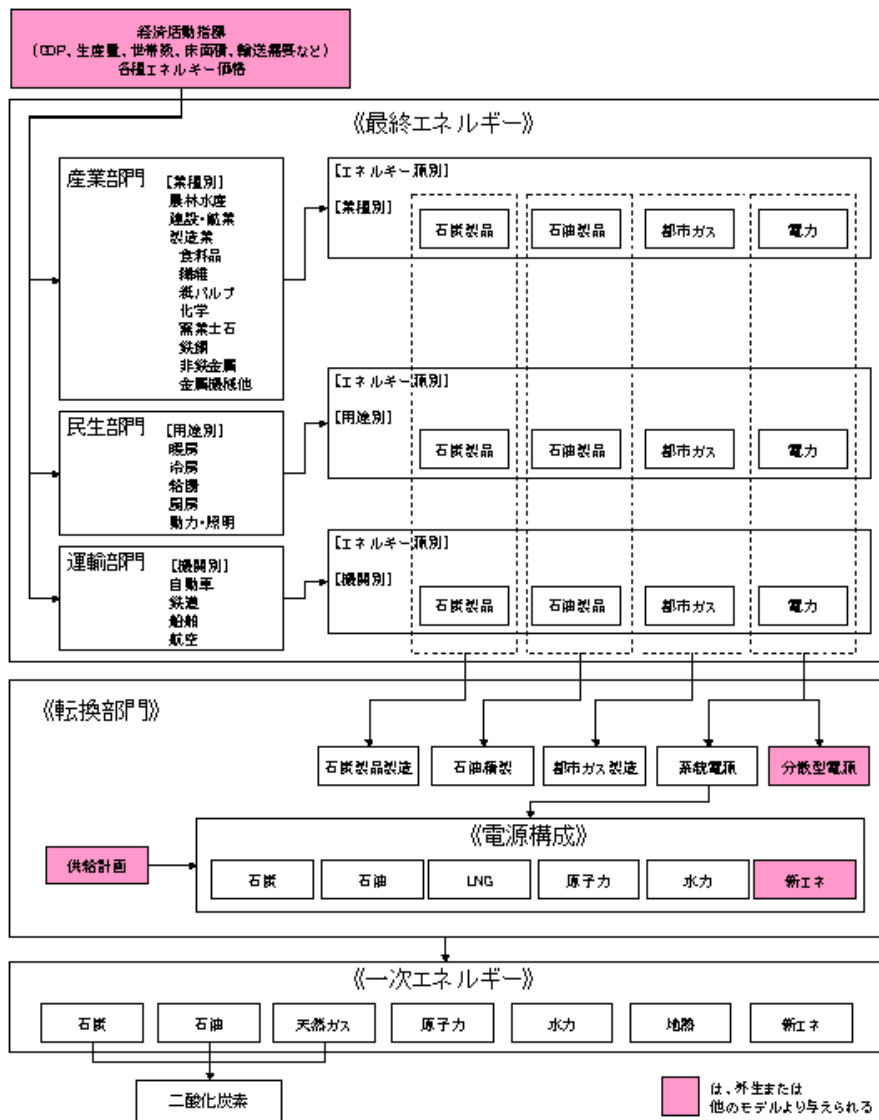 経済活動指標
(GDP、生産量、世帯数、床面積、輸送需要など)
各種エネルギー価格
《最終エネルギー》
産業部門
[業種別]
農林水産
建設・鉱業
製造業
食料品
繊維
紙パルプ
化学
窯業土石
鉄鋼
非鉄金属
金属機械他
[エネルギー源別]
[業種別]
石炭製品
石油製品
都市ガス
電力
民生部門
[用途別]
暖房
冷房
給湯
厨房
動力・照明
[エネルギー源別]
[用途別]
石炭製品
石油製品
都市ガス
電力
運輸部門
[機関別]
自動車
鉄道
船舶
航空
[エネルギー源別]
[機関別]
石炭製品
石油製品
都市ガス
電力
《転換部門》
石炭製品製造
石油精製
都市ガス製造
系統電源
分散型電源
供給計画
《電源構成》
石炭
石油
LNG
原子力
水力
新エネ
《一次エネルギー》
石炭
石油
天然ガス
原子力
水力
地熱
新エネ
二酸化炭素
は、外生または
他のモデルより与えられる